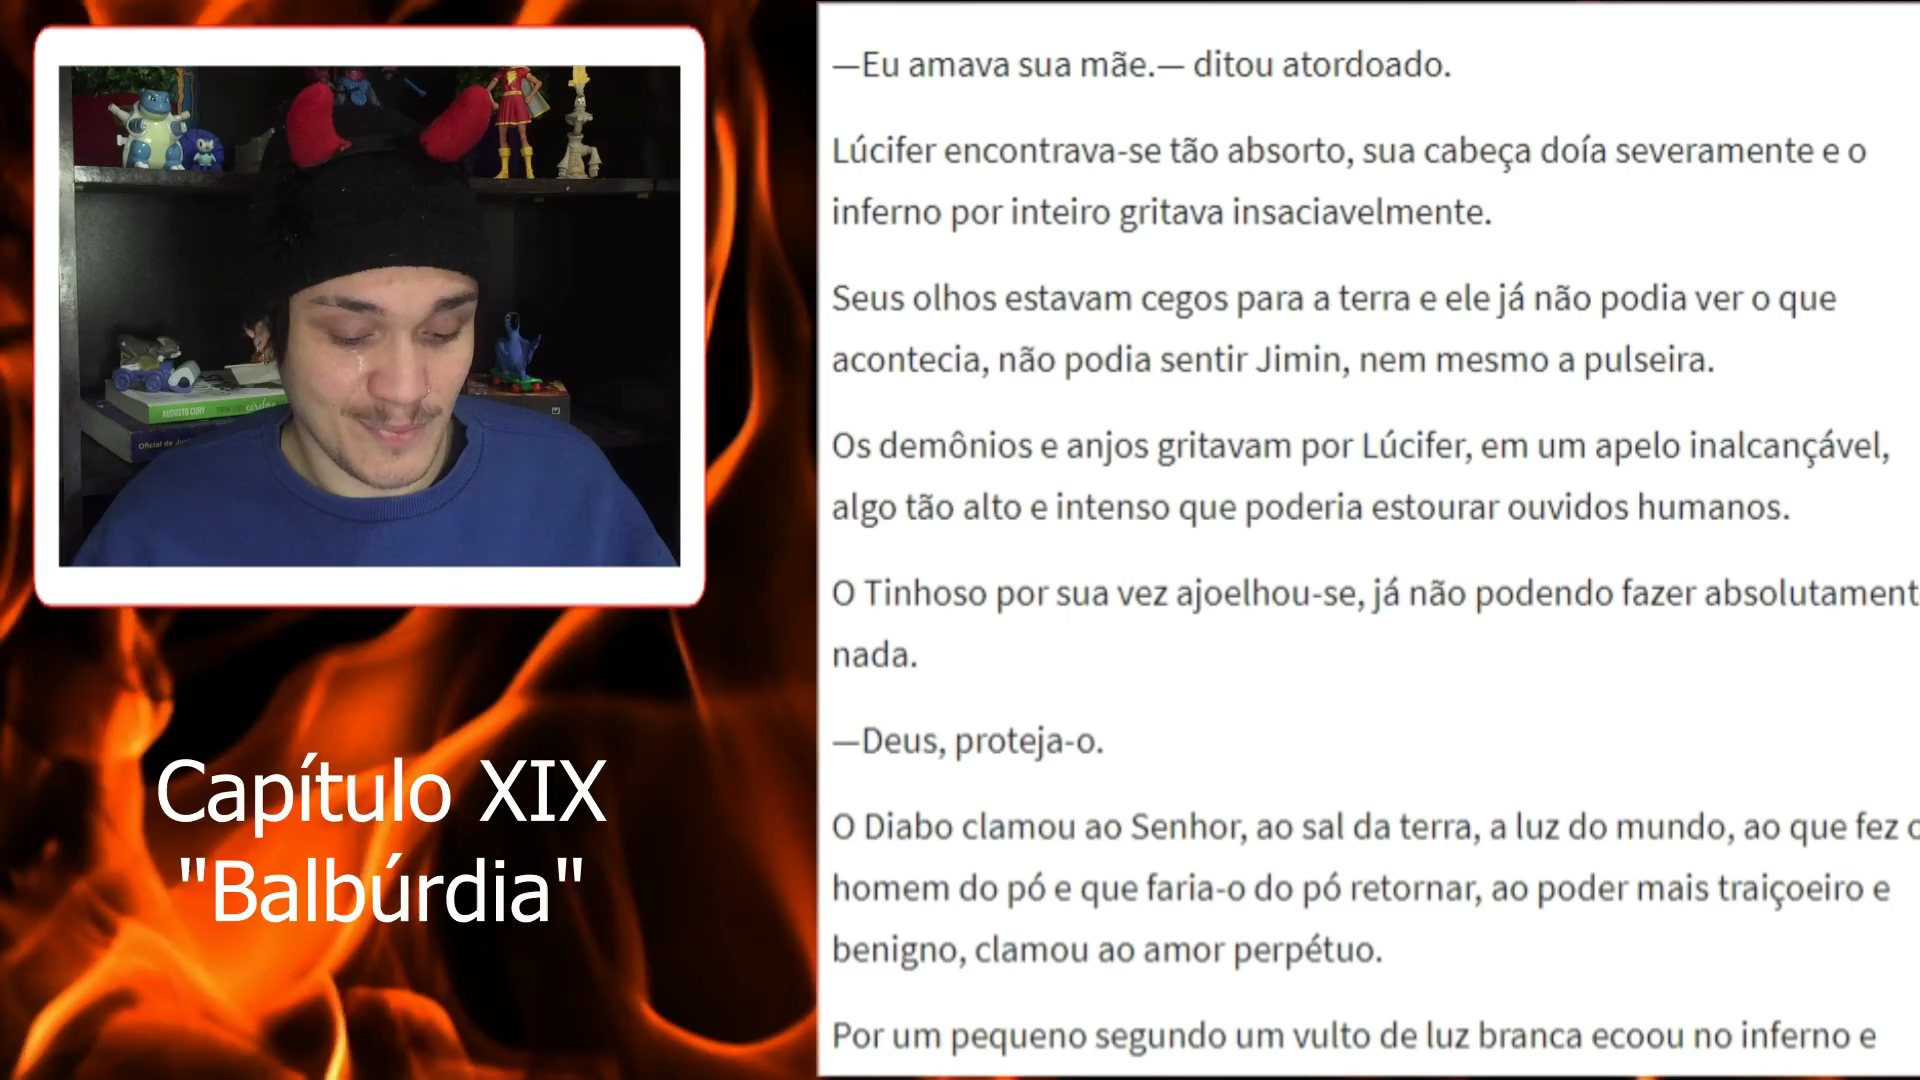 —Eu amava sua mãe.— ditou atordoado.
Lúcifer encontrava-se tão absorto, sua cabeça doía severamente e o
inferno por inteiro gritava insaciavelmente.
Seus olhos estavam cegos para a terra e ele já não podia ver o que
acontecia, não podia sentir Jimin, nem mesmo a pulseira.
Os demônios e anjos gritavam por Lúcifer, em um apelo inalcançável,
algo tão alto e intenso que poderia estourar ouvidos humanos.
O Tinhoso por sua vez ajoelhou-se, já não podendo fazer absolutament
nada.
—Deus, proteja-o.
O Diabo clamou ao Senhor, ao sal da terra, a luz do mundo, ao que fez o
homem do pó e que faria-o do pó retornar, ao poder mais traiçoeiro e
benigno, clamou ao amor perpétuo.
Por um pequeno segundo um vulto de luz branca ecoou no inferno e
Capítulo XIX
"Balbúrdia"
AUGUSTO CURY
Oficial de